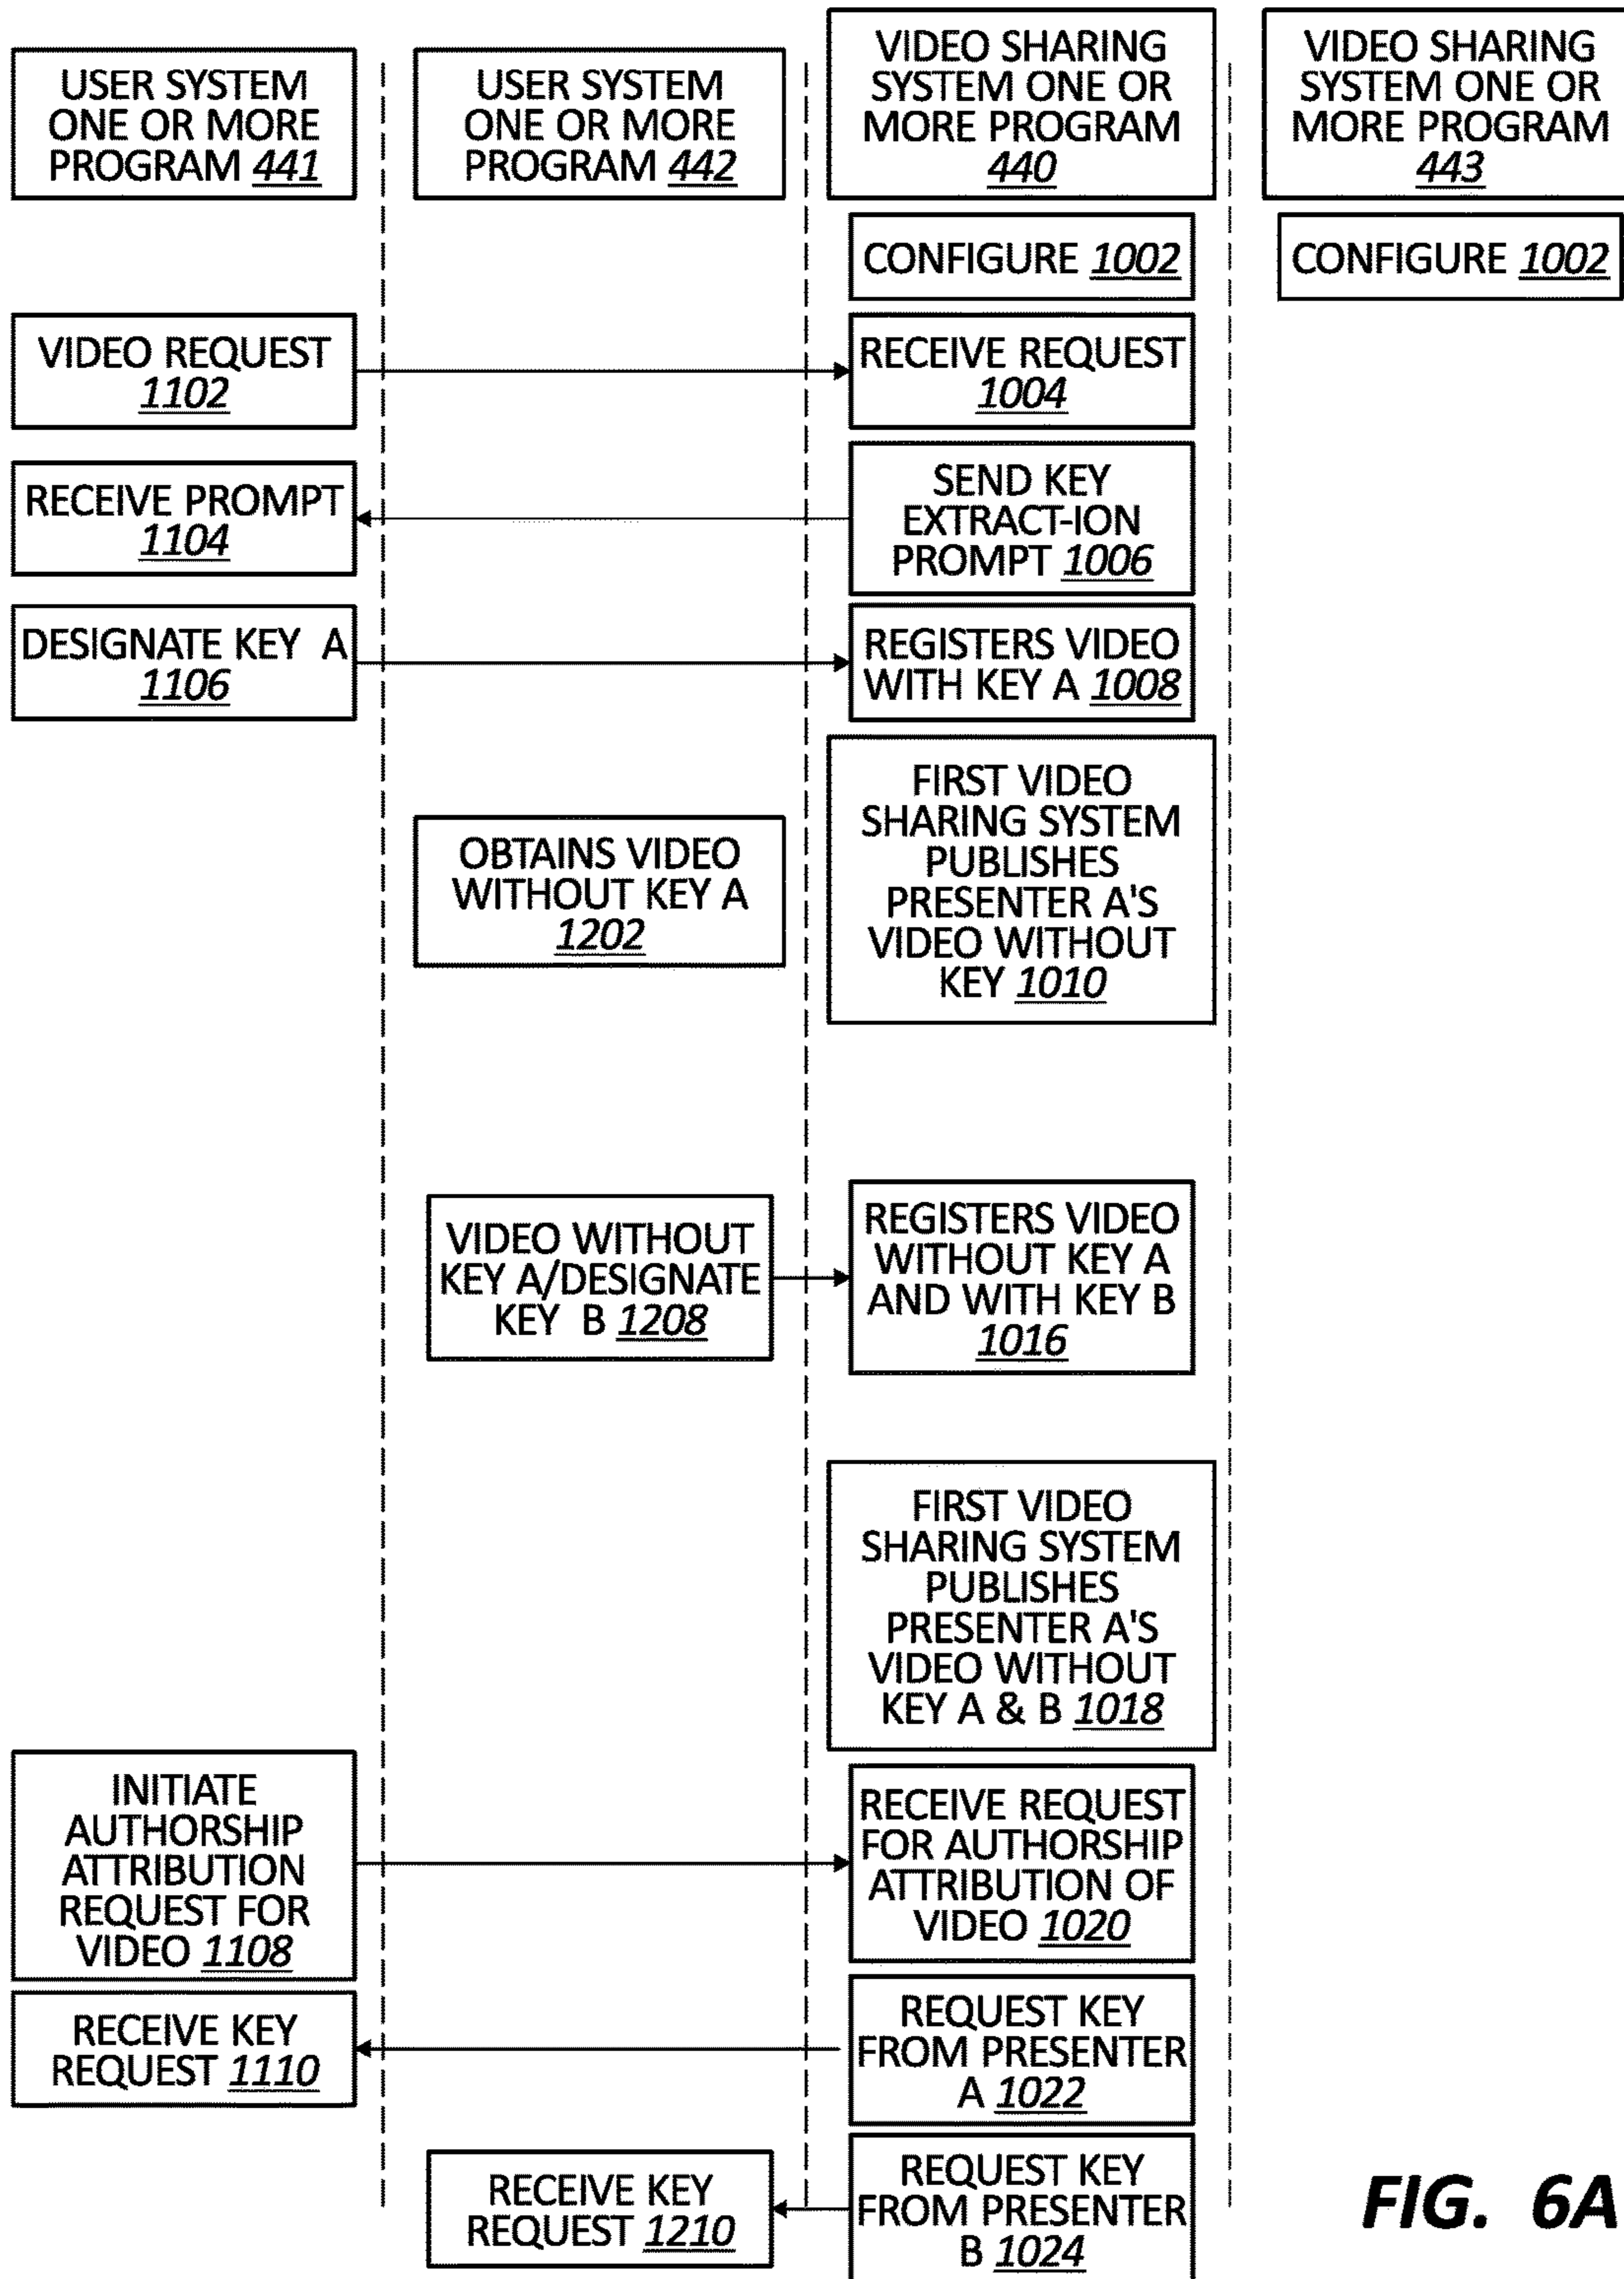 USER SYSTEM
ONE OR MORE
PROGRAM 441
USER SYSTEM
ONE OR MORE
PROGRAM 442
VIDEO SHARING
SYSTEM ONE OR
MORE PROGRAM
440
VIDEO SHARING
SYSTEM ONE OR
MORE PROGRAM
443
CONFIGURE 1002
CONFIGURE 1002
VIDEO REQUEST
1102
RECEIVE REQUEST
1004
RECEIVE PROMPT
1104
SEND KEY
EXTRACT-ION
PROMPT 1006
DESIGNATE KEY A
1106
REGISTERS VIDEO
WITH KEY A 1008
OBTAINS VIDEO
WITHOUT KEY A
1202
FIRST VIDEO
SHARING SYSTEM
PUBLISHES
PRESENTER A'S
VIDEO WITHOUT
KEY 1010
VIDEO WITHOUT
KEY A/DESIGNATE
KEY B 1208
REGISTERS VIDEO
WITHOUT KEY A
AND WITH KEY B
1016
FIRST VIDEO
SHARING SYSTEM
PUBLISHES
PRESENTER A'S
VIDEO WITHOUT
KEY A & B 1018
INITIATE
AUTHORSHIP
ATTRIBUTION
REQUEST FOR
VIDEO 1108
RECEIVE REQUEST
FOR AUTHORSHIP
ATTRIBUTION OF
VIDEO 1020
RECEIVE KEY
REQUEST 1110
REQUEST KEY
FROM PRESENTER
A 1022
RECEIVE KEY
REQUEST 1210
REQUEST KEY
FROM PRESENTER
B 1024
FIG. 6A